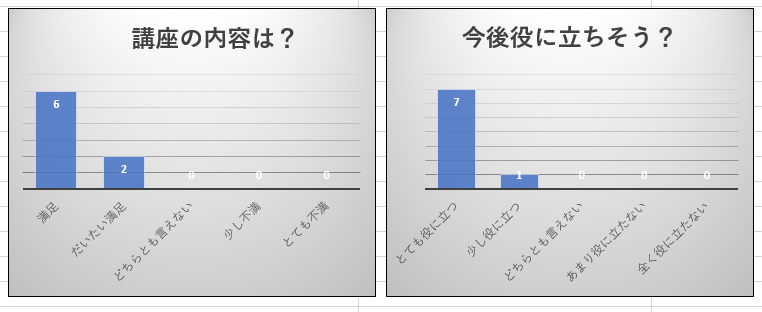 講座の内容は？
6
2
0
0
0
満足
だいたい満足
どちらとも言えない
少し不満
とても不満
今後役に立ちそう？
7
1
0
0
0
とても役に立つ
少し役に立つ
どちらとも言えない
あまり役に立たない
全く役に立たない